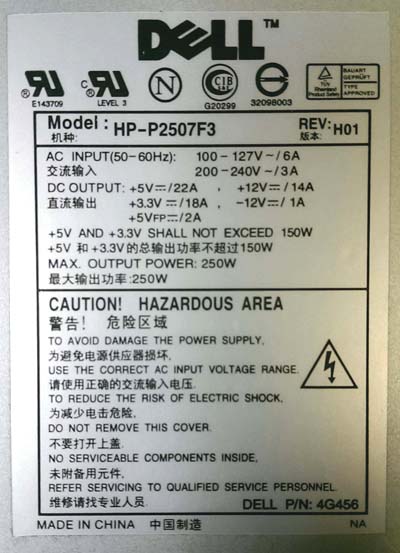 DELL™
E143709
LEVEL 3
N
CIB
G20299
32098003
TÜV
Rheinland
Product Safety
BAUART
GEPRÜFT
TYPE
APPROVED
Model : HP-P2507F3 REV: H01
机种: 版本:
AC INPUT(50-60Hz): 100-127V~/6A
交流输入 200-240V~/3A
DC OUTPUT: +5V⎓/22A, +12V⎓/14A
直流输出 +3.3V⎓/18A, -12V⎓/ 1A
+5VFP⎓/2A
+5V AND +3.3V SHALL NOT EXCEED 150W
+5V 和 +3.3V的总输出功率不超过150W
MAX. OUTPUT POWER: 250W
最大输出功率:250W
CAUTION! HAZARDOUS AREA
警告! 危险区域
TO AVOID DAMAGE THE POWER SUPPLY,
为避免电源供应器损坏,
USE THE CORRECT AC INPUT VOLTAGE RANGE.
请使用正确的交流输入电压.
TO REDUCE THE RISK OF ELECTRIC SHOCK,
为减少电击危险,
DO NOT REMOVE THIS COVER.
不要打开上盖.
NO SERVICEABLE COMPONENTS INSIDE,
未附备用元件,
REFER SERVICING TO QUALIFIED SERVICE PERSONNEL.
维修请找专业人员. DELL P/N: 4G456
MADE IN CHINA 中国制造 NA